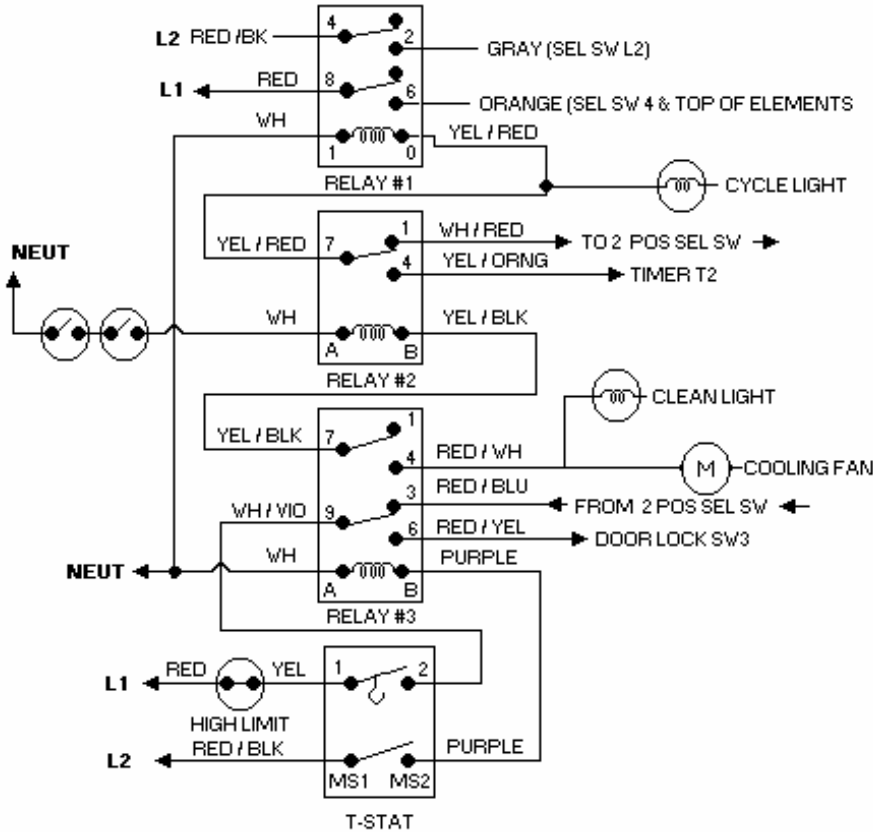 4
L2 RED /BK
2
GRAY (SEL SW L2)
L1
RED
8
6
ORANGE (SEL SW 4 & TOP OF ELEMENTS
WH
YEL / RED
1
0
RELAY #1
CYCLE LIGHT
YEL / RED
7
1
WH / RED
TO 2 POS SEL SW
NEUT
4
YEL / ORNG
TIMER T2
WH
YEL / BLK
A
B
RELAY #2
CLEAN LIGHT
YEL / BLK
7
1
4
RED / WH
M
COOLING FAN
WH / VIO
9
3
RED / BLU
FROM 2 POS SEL SW
6
RED / YEL
DOOR LOCK SW3
NEUT
WH
PURPLE
A
B
RELAY #3
L1
RED
YEL
1
2
HIGH LIMIT
L2
RED / BLK
PURPLE
MS1 MS2
T-STAT